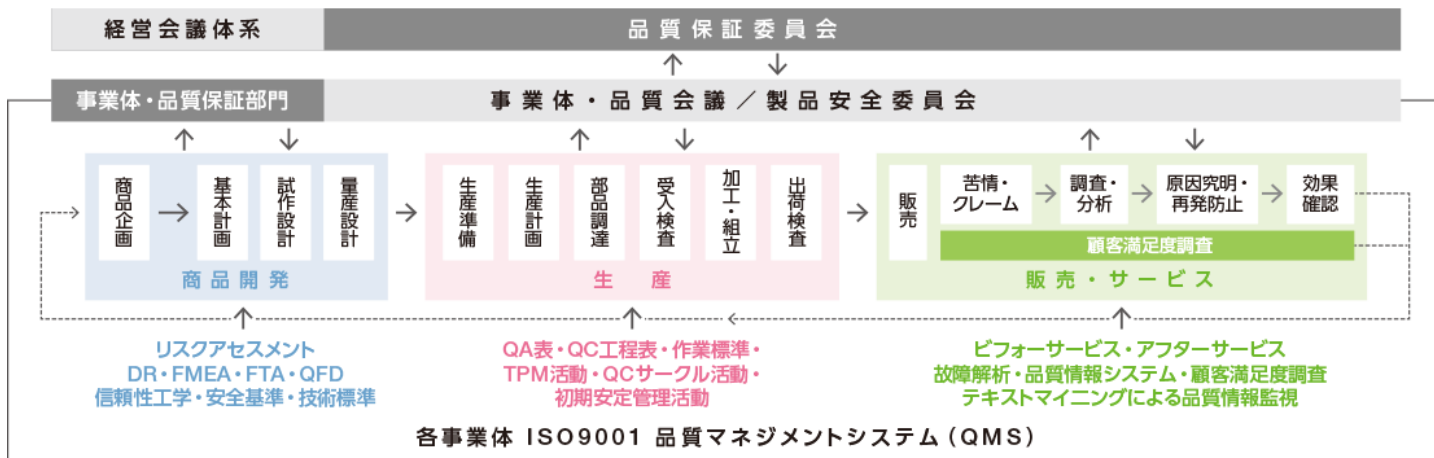 経営会議体系
品質保証委員会
事業体・品質保証部門
事業体・品質会議／製品安全委員会
商品企画
基本計画
試作設計
量産設計
商品開発
生産準備
生産計画
部品調達
受入検査
加工・組立
出荷検査
生産
販売
苦情・
クレーム
調査・
分析
原因究明・
再発防止
効果
確認
顧客満足度調査
販売・サービス
リスクアセスメント
DR・FMEA・FTA・QFD
信頼性工学・安全基準・技術標準
QA表・QC工程表・作業標準・
TPM活動・QCサークル活動・
初期安定管理活動
ビフォーサービス・アフターサービス
故障解析・品質情報システム・顧客満足度調査
テキストマイニングによる品質情報監視
各事業体 ISO9001 品質マネジメントシステム（QMS）